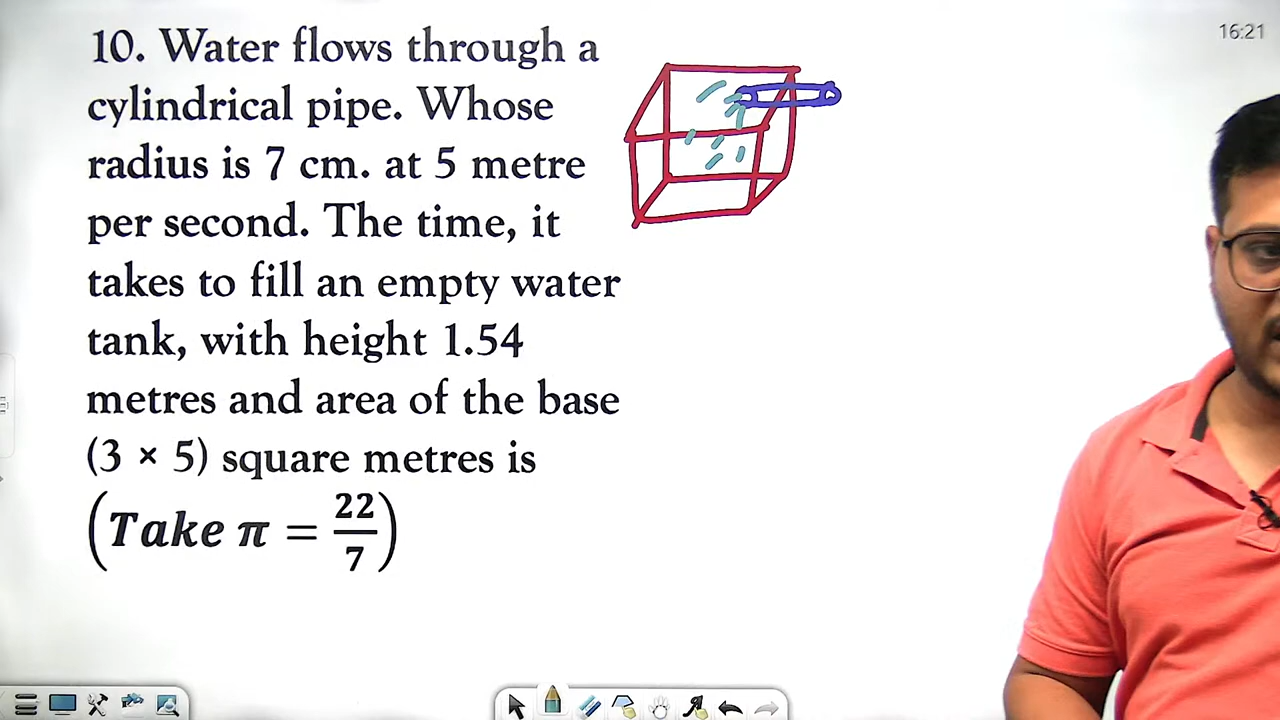 10. Water flows through a
cylindrical pipe. Whose
radius is 7 cm. at 5 metre
per second. The time, it
takes to fill an empty water
tank, with height 1.54
metres and area of the base
(3 × 5) square metres is
(Take π = 22/7)
16:21